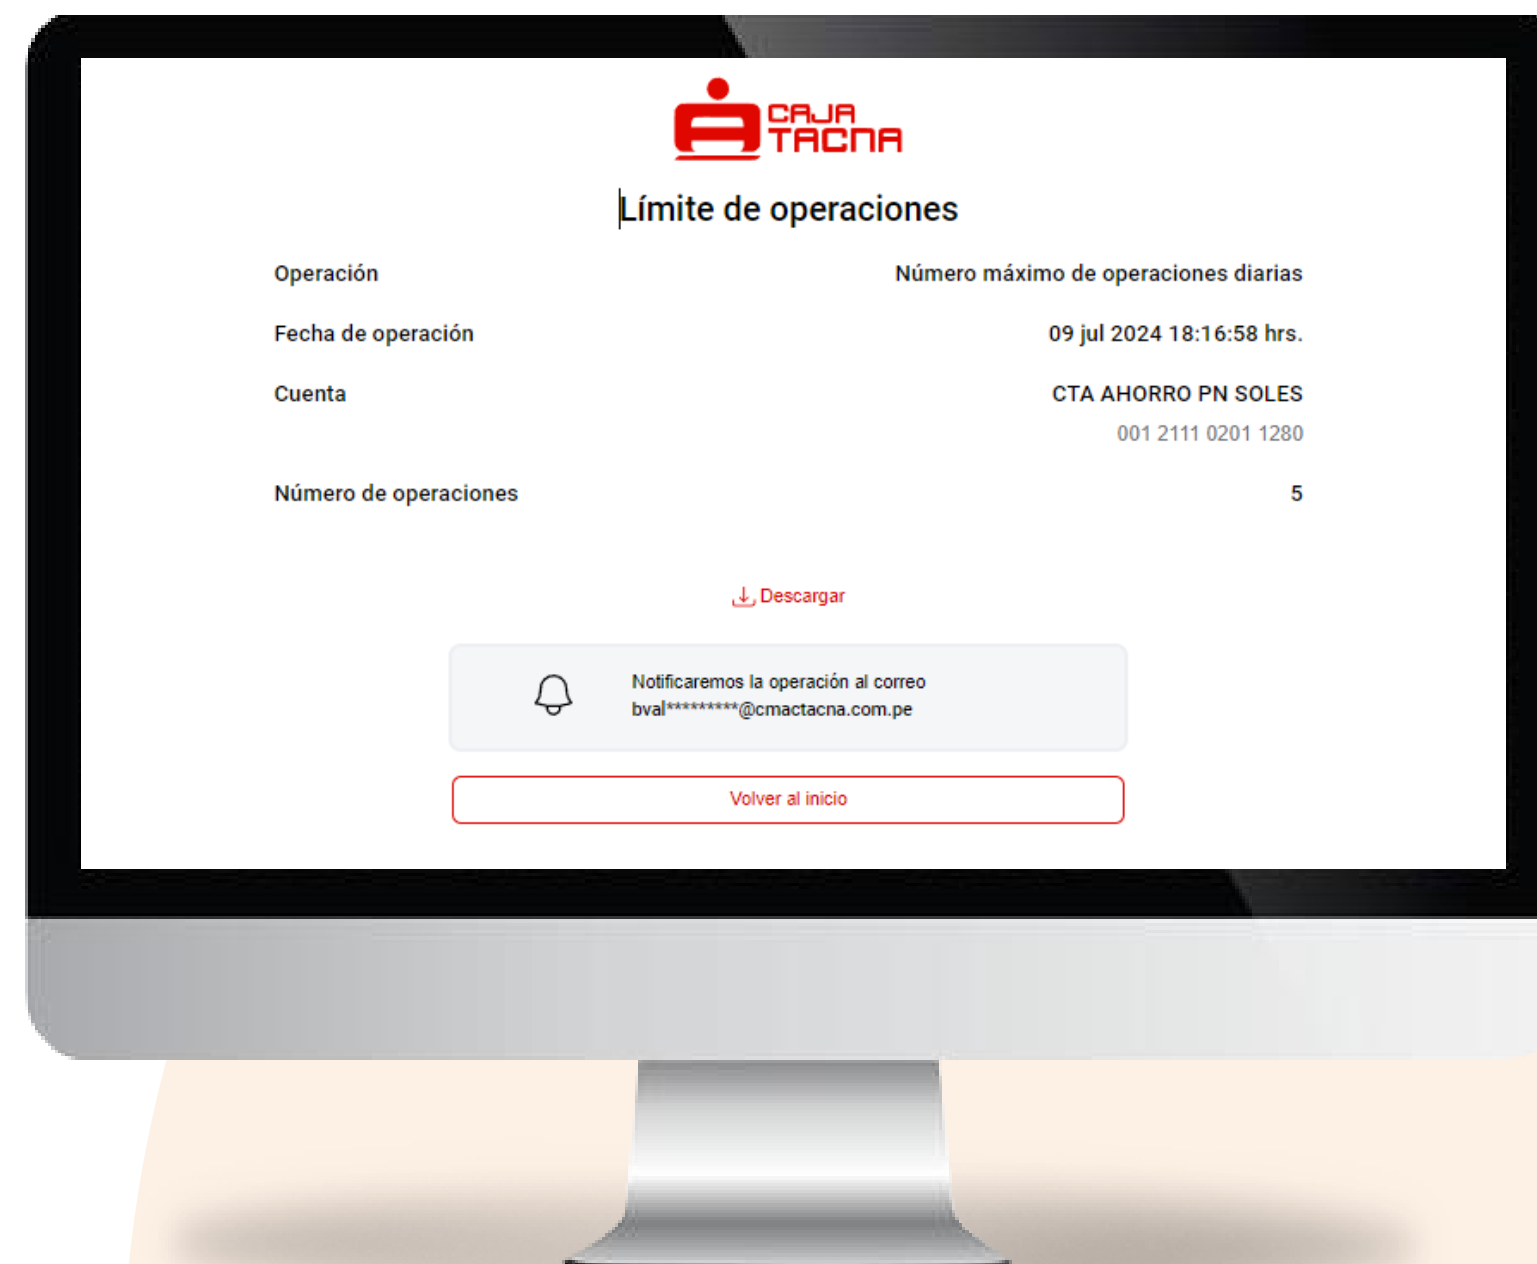 CAJA
TACNA
Límite de operaciones
Operación Número máximo de operaciones diarias
Fecha de operación 09 jul 2024 18:16:58 hrs.
Cuenta CTA AHORRO PN SOLES
001 2111 0201 1280
Número de operaciones 5
Descargar
Notificaremos la operación al correo
bval*********@cmactacna.com.pe
Volver al inicio